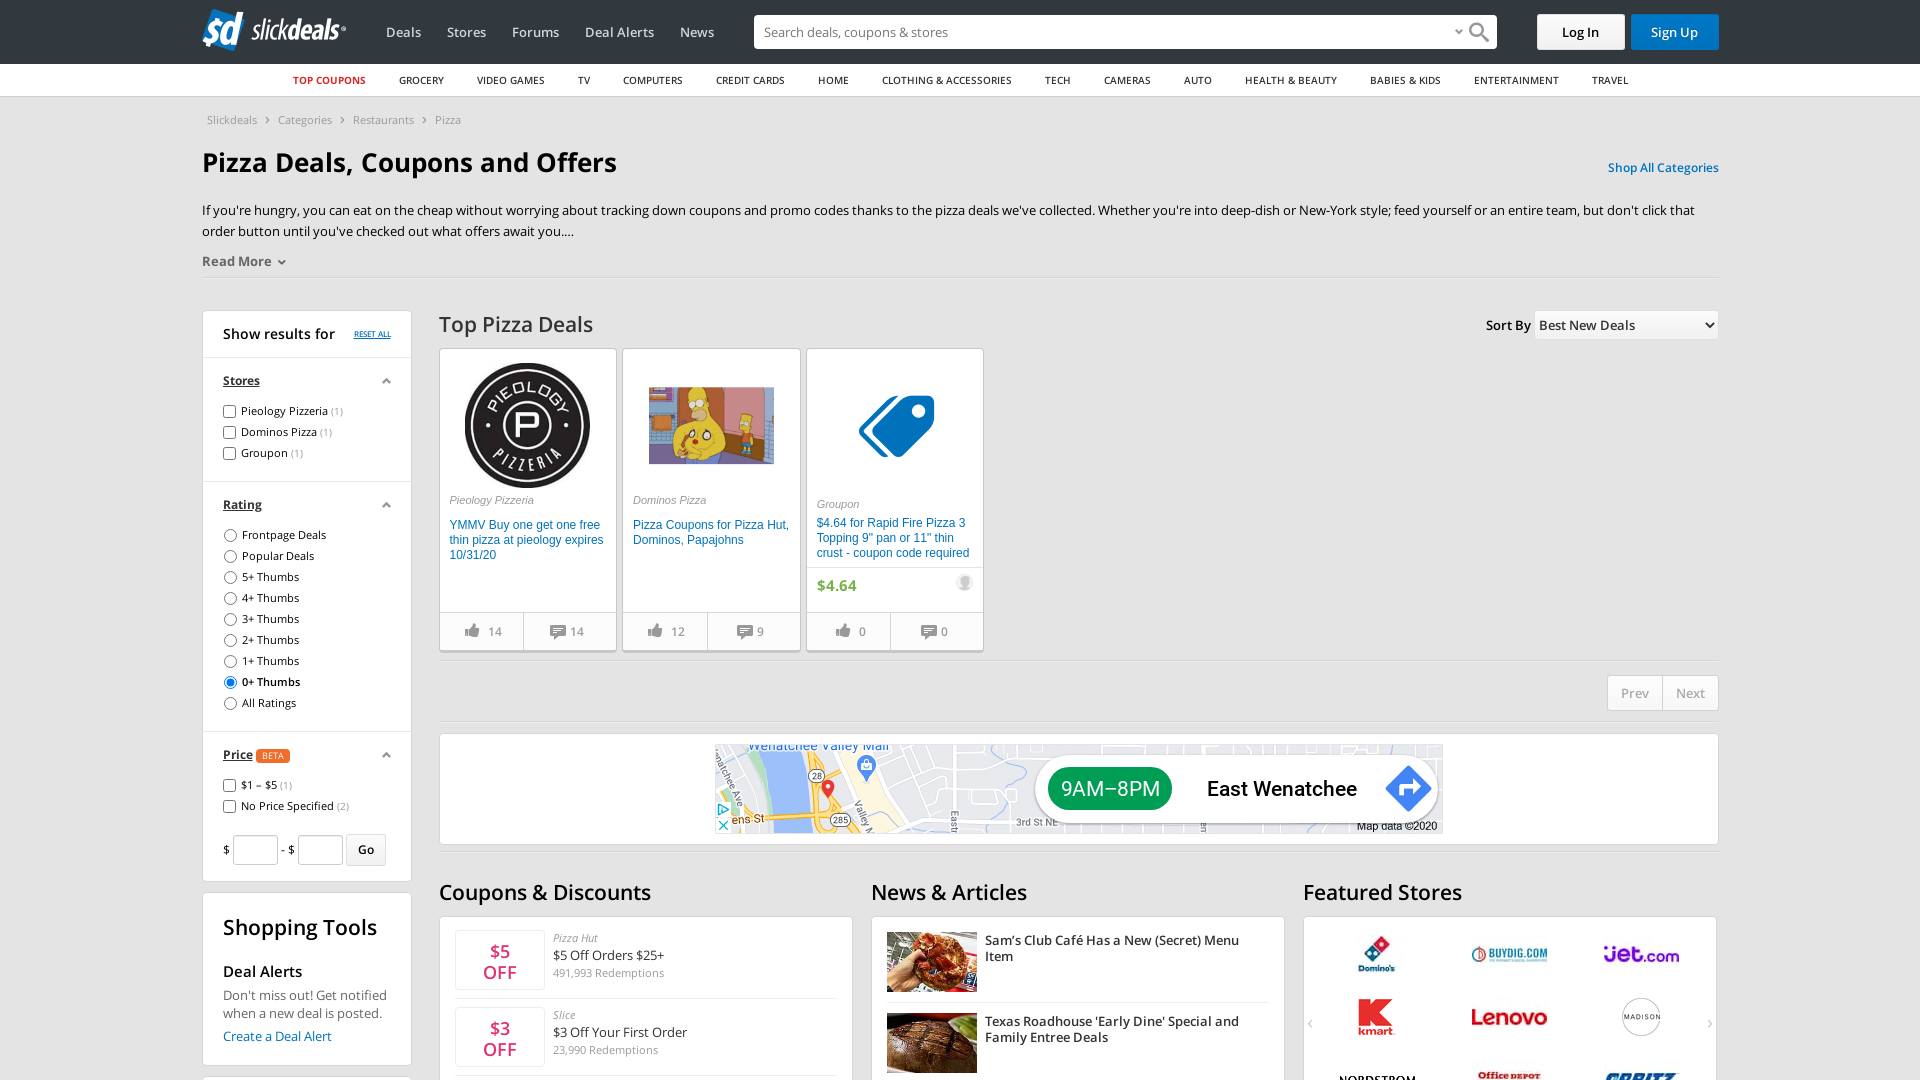 slickdeals
Deals
Stores
Forums
Deal Alerts
News
Search deals, coupons & stores
Log In
Sign Up
TOP COUPONS
GROCERY
VIDEO GAMES
TV
COMPUTERS
CREDIT CARDS
HOME
CLOTHING & ACCESSORIES
TECH
CAMERAS
AUTO
HEALTH & BEAUTY
BABIES & KIDS
ENTERTAINMENT
TRAVEL
Slickdeals > Categories > Restaurants > Pizza
Pizza Deals, Coupons and Offers
Shop All Categories
If you're hungry, you can eat on the cheap without worrying about tracking down coupons and promo codes thanks to the pizza deals we've collected. Whether you're into deep-dish or New-York style; feed yourself or an entire team, but don't click that
order button until you've checked out what offers await you....
Read More
Show results for
RESET ALL
Stores
Pieology Pizzeria (1)
Dominos Pizza (1)
Groupon (1)
Rating
Frontpage Deals
Popular Deals
5+ Thumbs
4+ Thumbs
3+ Thumbs
2+ Thumbs
1+ Thumbs
0+ Thumbs
All Ratings
Price BETA
$1 – $5 (1)
No Price Specified (2)
$ - $ Go
Shopping Tools
Deal Alerts
Don't miss out! Get notified
when a new deal is posted.
Create a Deal Alert
Top Pizza Deals
Sort By Best New Deals
PIEOLOGY
P
PIZZERIA
Pieology Pizzeria
YMMV Buy one get one free
thin pizza at pieology expires
10/31/20
14 14
Dominos Pizza
Pizza Coupons for Pizza Hut,
Dominos, Papajohns
12 9
Groupon
$4.64 for Rapid Fire Pizza 3
Topping 9" pan or 11" thin
crust - coupon code required
$4.64
0 0
Prev Next
Wenatchee Valley Mall
28
285
3rd St NE
9AM–8PM
East Wenatchee
Map data ©2020
Coupons & Discounts
$5
OFF
Pizza Hut
$5 Off Orders $25+
491,993 Redemptions
$3
OFF
Slice
$3 Off Your First Order
23,990 Redemptions
News & Articles
Sam’s Club Café Has a New (Secret) Menu
Item
Texas Roadhouse 'Early Dine' Special and
Family Entree Deals
Featured Stores
Domino's
BUYDIG.COM
Jet.com
kmart
Lenovo
MADISON
NORDSTROM
Office DEPOT
ORBITZ